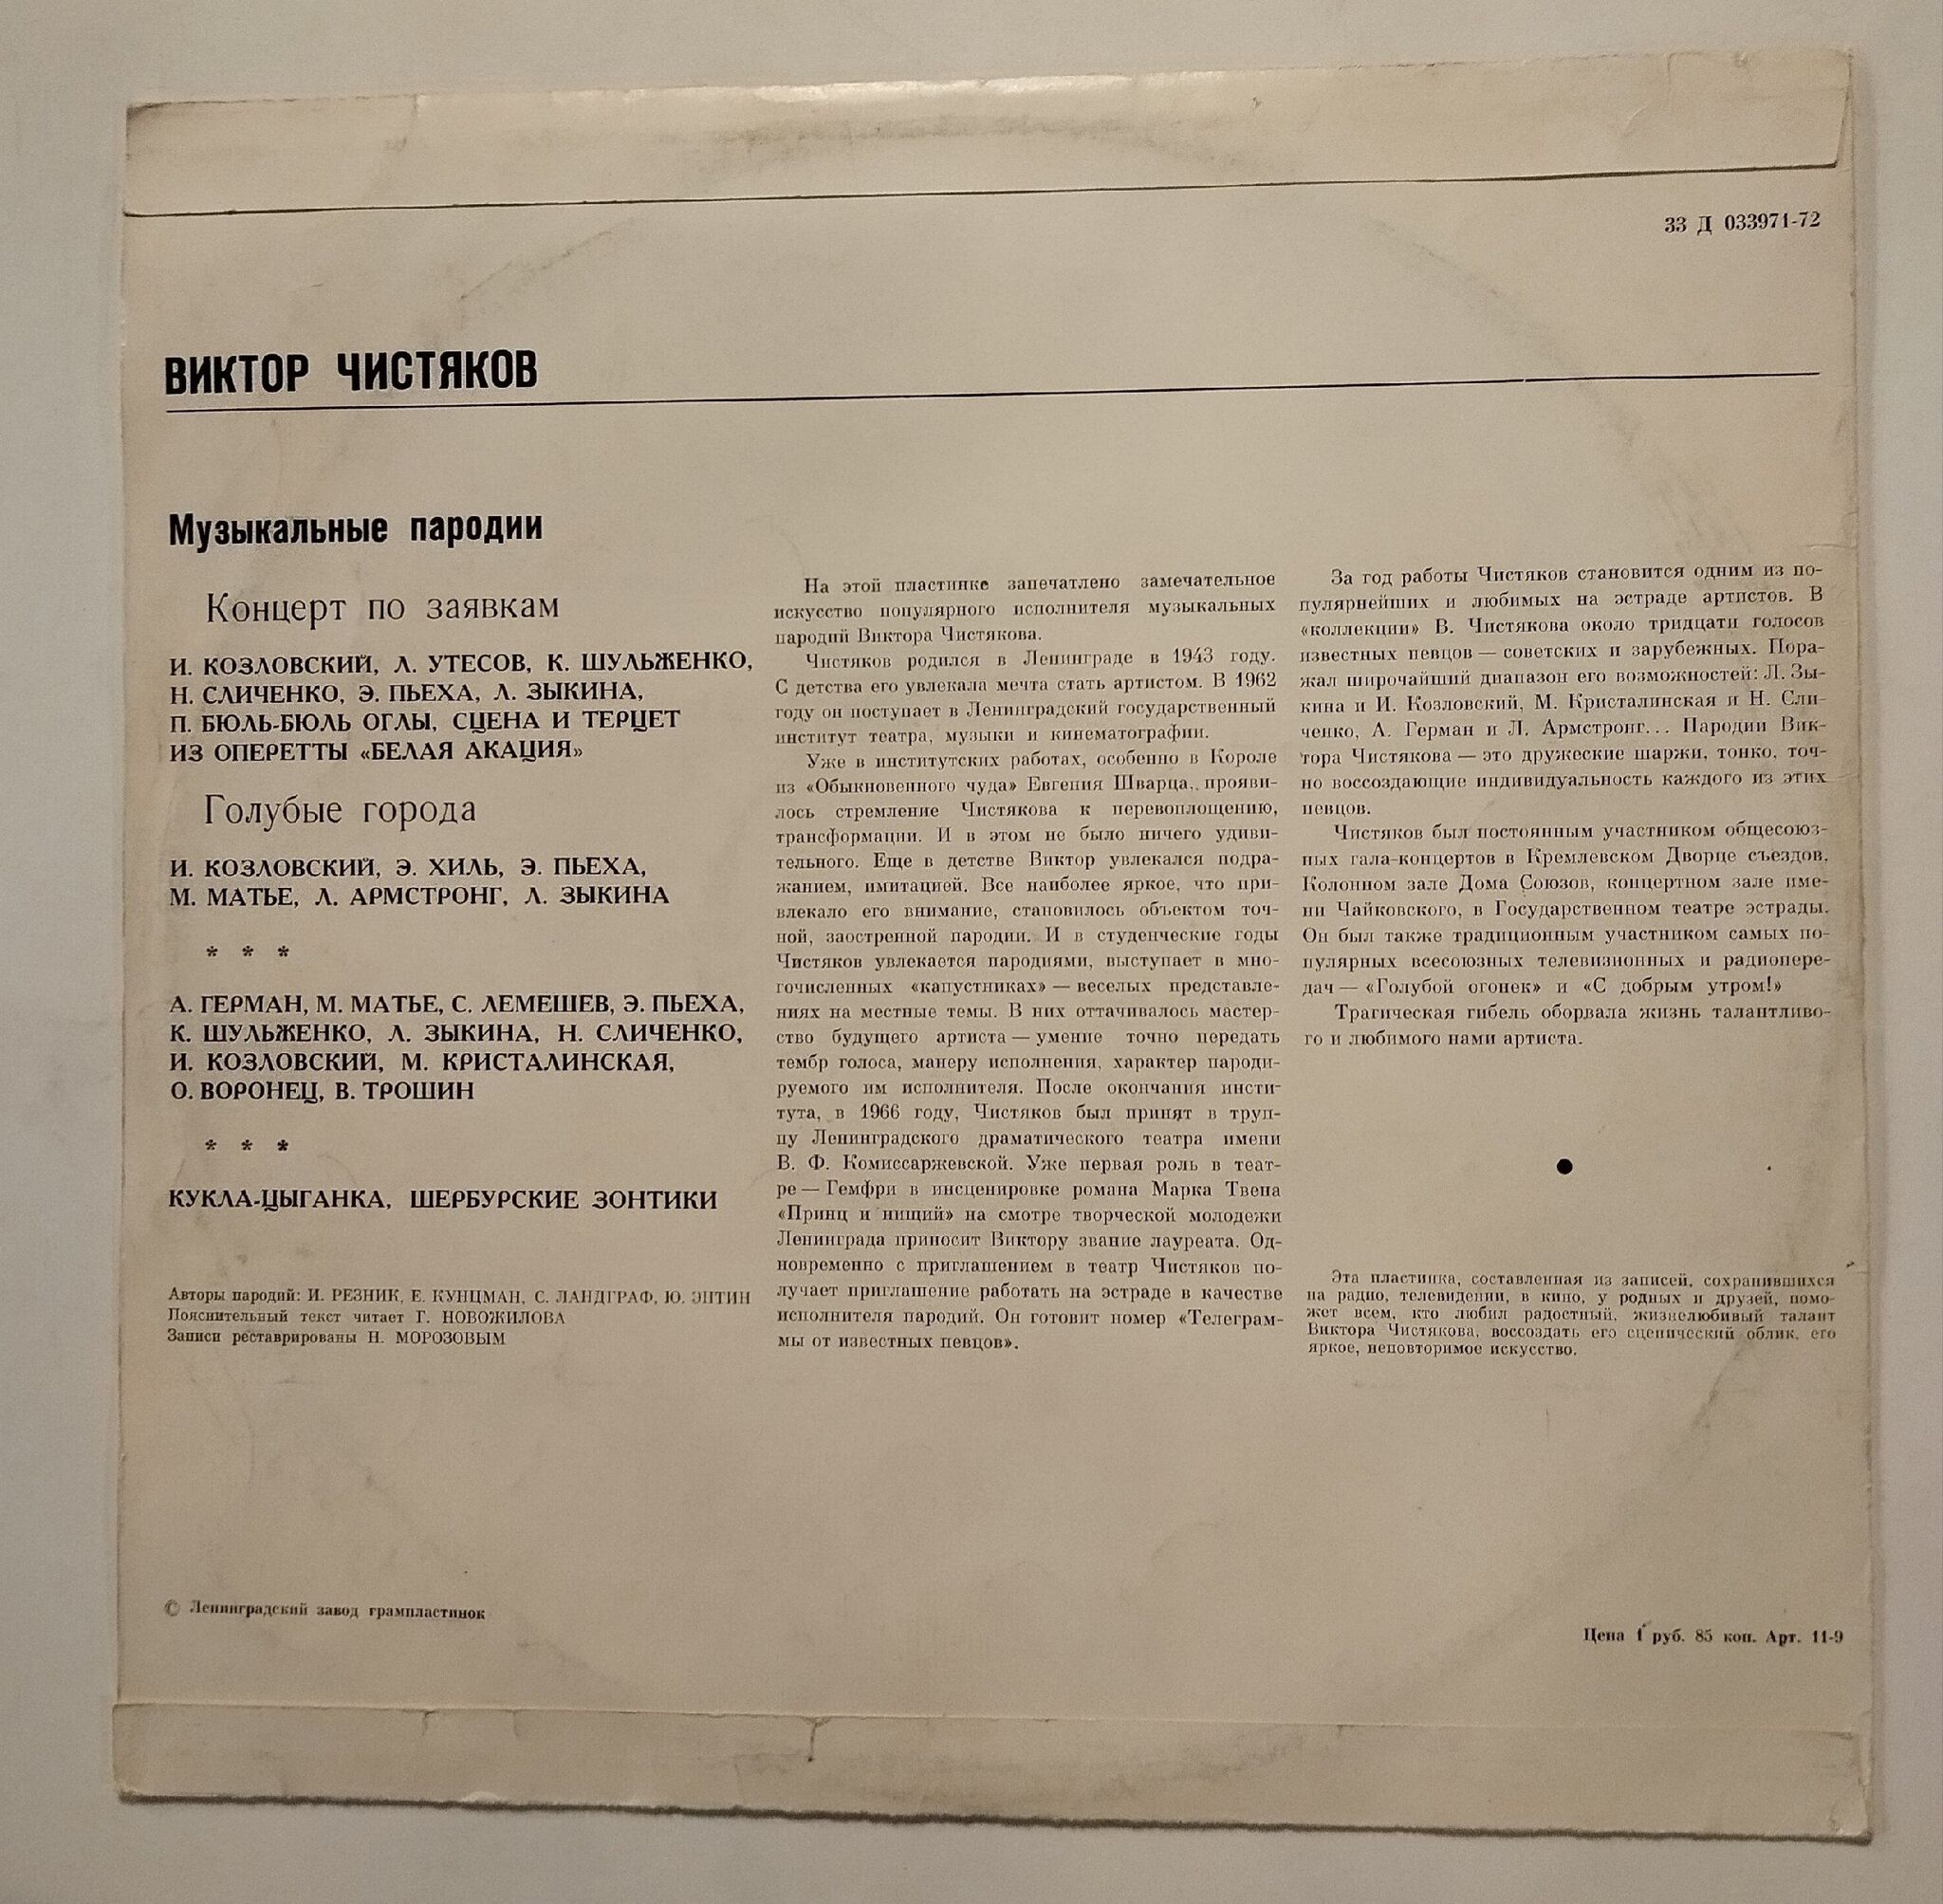 33 Д 033971-72
ВИКТОР ЧИСТЯКОВ
Музыкальные пародии
Концерт по заявкам
И. КОЗЛОВСКИЙ, Л. УТЕСОВ, К. ШУЛЬЖЕНКО,
Н. СЛИЧЕНКО, Э. ПЬЕХА, Л. ЗЫКИНА,
П. БЮЛЬ-БЮЛЬ ОГЛЫ, СЦЕНА И ТЕРЦЕТ
ИЗ ОПЕРЕТТЫ «БЕЛАЯ АКАЦИЯ»
Голубые города
И. КОЗЛОВСКИЙ, Э. ХИЛЬ, Э. ПЬЕХА,
М. МАТЬЕ, Л. АРМСТРОНГ, Л. ЗЫКИНА
* * *
А. ГЕРМАН, М. МАТЬЕ, С. ЛЕМЕШЕВ, Э. ПЬЕХА,
К. ШУЛЬЖЕНКО, Л. ЗЫКИНА, Н. СЛИЧЕНКО,
И. КОЗЛОВСКИЙ, М. КРИСТАЛИНСКАЯ,
О. ВОРОНЕЦ, В. ТРОШИН
* * *
КУКЛА-ЦЫГАНКА, ШЕРБУРСКИЕ ЗОНТИКИ
Авторы пародий: И. РЕЗНИК, Е. КУНЦМАН, С. ЛАНДГРАФ, Ю. ЭНТИН
Пояснительный текст читает Г. НОВОЖИЛОВА
Записи реставрированы Н. МОРОЗОВЫМ
На этой пластинке запечатлено замечательное
искусство популярного исполнителя музыкальных
пародий Виктора Чистякова.
Чистяков родился в Ленинграде в 1943 году.
С детства его увлекала мечта стать артистом. В 1962
году он поступает в Ленинградский государственный
институт театра, музыки и кинематографии.
Уже в институтских работах, особенно в Короле
из «Обыкновенного чуда» Евгения Шварца, прояви-
лось стремление Чистякова к перевоплощению,
трансформации. И в этом не было ничего удиви-
тельного. Еще в детстве Виктор увлекался подра-
жанием, имитацией. Все наиболее яркое, что при-
влекало его внимание, становилось объектом точ-
ной, заостренной пародии. И в студенческие годы
Чистяков увлекается пародиями, выступает в мно-
гочисленных «капустниках» — веселых представле-
ниях на местные темы. В них оттачивалось мастер-
ство будущего артиста — умение точно передать
тембр голоса, манеру исполнения, характер пароди-
руемого им исполнителя. После окончания инсти-
тута, в 1966 году, Чистяков был принят в труп-
пу Ленинградского драматического театра имени
В. Ф. Комиссаржевской. Уже первая роль в теат-
ре — Гемфри в инсценировке романа Марка Твена
«Принц и нищий» на смотре творческой молодежи
Ленинграда приносит Виктору звание лауреата. Од-
новременно с приглашением в театр Чистяков по-
лучает приглашение работать на эстраде в качестве
исполнителя пародий. Он готовит номер «Телеграм-
мы от известных певцов».
За год работы Чистяков становится одним из по-
пулярнейших и любимых на эстраде артистов. В
«коллекции» В. Чистякова около тридцати голосов
известных певцов — советских и зарубежных. Пора-
жал широчайший диапазон его возможностей: Л. Зы-
кина и И. Козловский, М. Кристалинская и Н. Сли-
ченко, А. Герман и Л. Армстронг... Пародии Вик-
тора Чистякова — это дружеские шаржи, тонко, точ-
но воссоздающие индивидуальность каждого из этих
певцов.
Чистяков был постоянным участником общесоюз-
ных гала-концертов в Кремлевском Дворце съездов,
Колонном зале Дома Союзов, концертном зале име-
ни Чайковского, в Государственном театре эстрады.
Он был также традиционным участником самых по-
пулярных всесоюзных телевизионных и радиопере-
дач — «Голубой огонек» и «С добрым утром!»
Трагическая гибель оборвала жизнь талантливо-
го и любимого нами артиста.
Эта пластинка, составленная из записей, сохранившихся
на радио, телевидении, в кино, у родных и друзей, помо-
жет всем, кто любил радостный, жизнелюбивый талант
Виктора Чистякова, воссоздать его сценический облик, его
яркое, неповторимое искусство.
© Ленинградский завод грампластинок
Цена 1 руб. 85 коп. Арт. 11-9